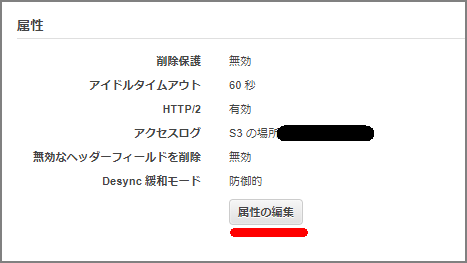 属性
削除保護 無効
アイドルタイムアウト 60 秒
HTTP/2 有効
アクセスログ S3 の場所
無効なヘッダーフィールドを削除 無効
Desync 緩和モード 防御的
属性の編集